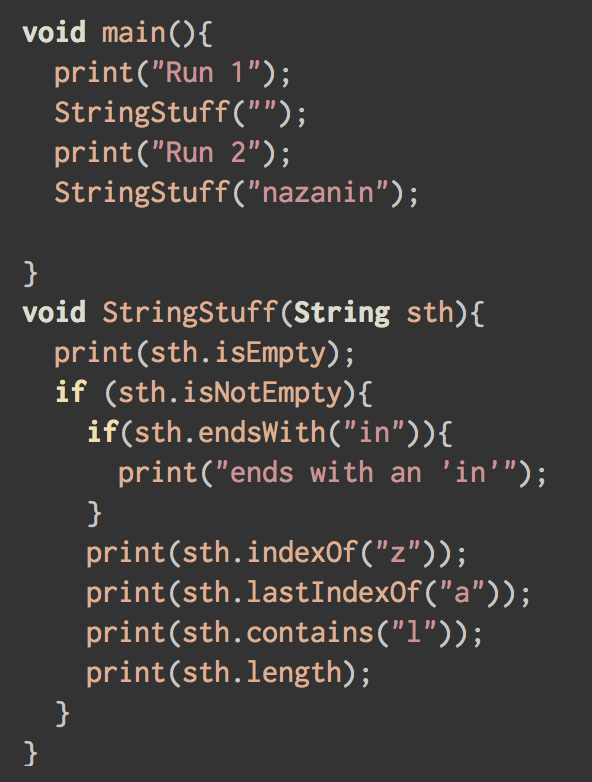 void main(){
  print("Run 1");
  StringStuff("");
  print("Run 2");
  StringStuff("nazanin");
}
void StringStuff(String sth){
  print(sth.isEmpty);
  if (sth.isNotEmpty){
    if(sth.endsWith("in")){
      print("ends with an 'in'");
    }
    print(sth.indexOf("z"));
    print(sth.lastIndexOf("a"));
    print(sth.contains("l"));
    print(sth.length);
  }
}